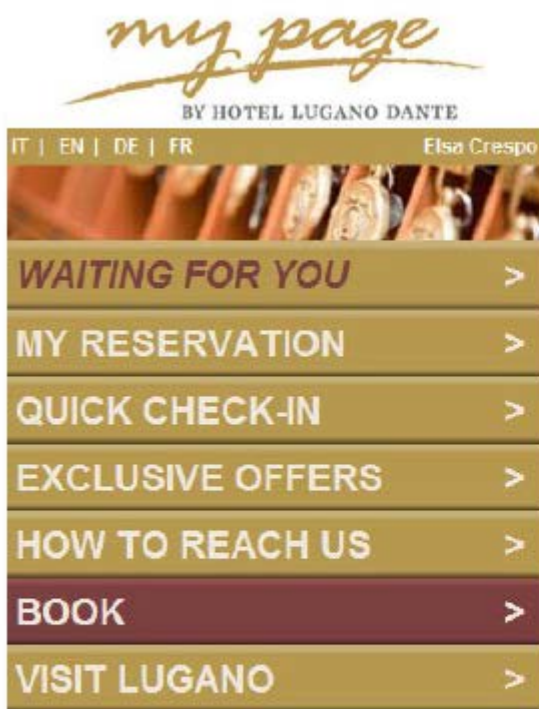 my page
BY HOTEL LUGANO DANTE
IT | EN | DE | FR Elsa Crespo
WAITING FOR YOU >
MY RESERVATION >
QUICK CHECK-IN >
EXCLUSIVE OFFERS >
HOW TO REACH US >
BOOK >
VISIT LUGANO >